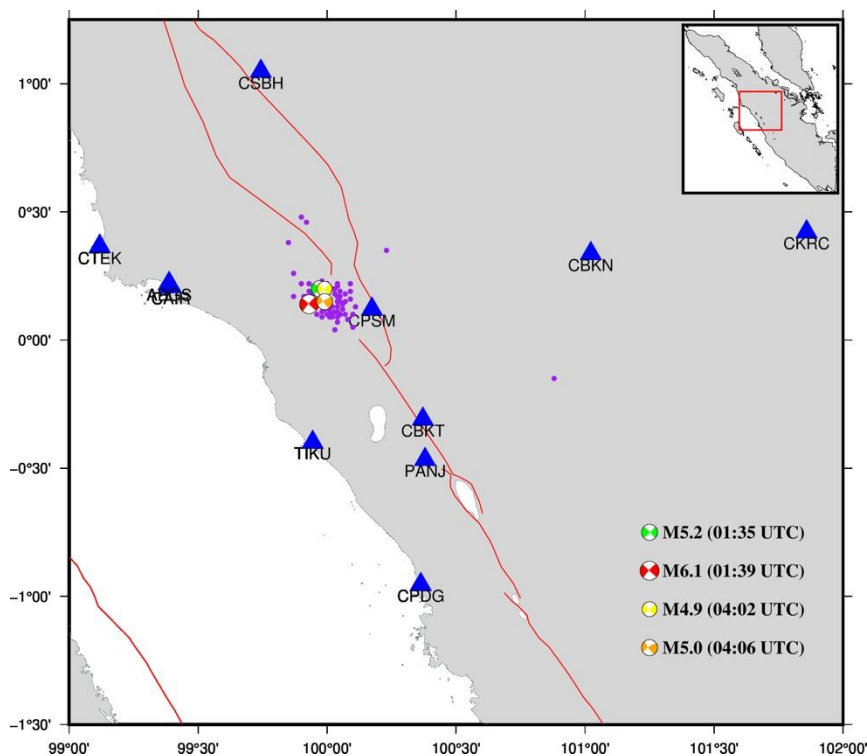 1°00'
0°30'
0°00'
−0°30'
−1°00'
−1°30'
99°00'
99°30'
100°00'
100°30'
101°00'
101°30'
102°00'
CSBH
CTEK
CAIR
CBKN
CKRC
CPSM
CBKT
TIKU
PANJ
CPDG
M5.2 (01:35 UTC)
M6.1 (01:39 UTC)
M4.9 (04:02 UTC)
M5.0 (04:06 UTC)